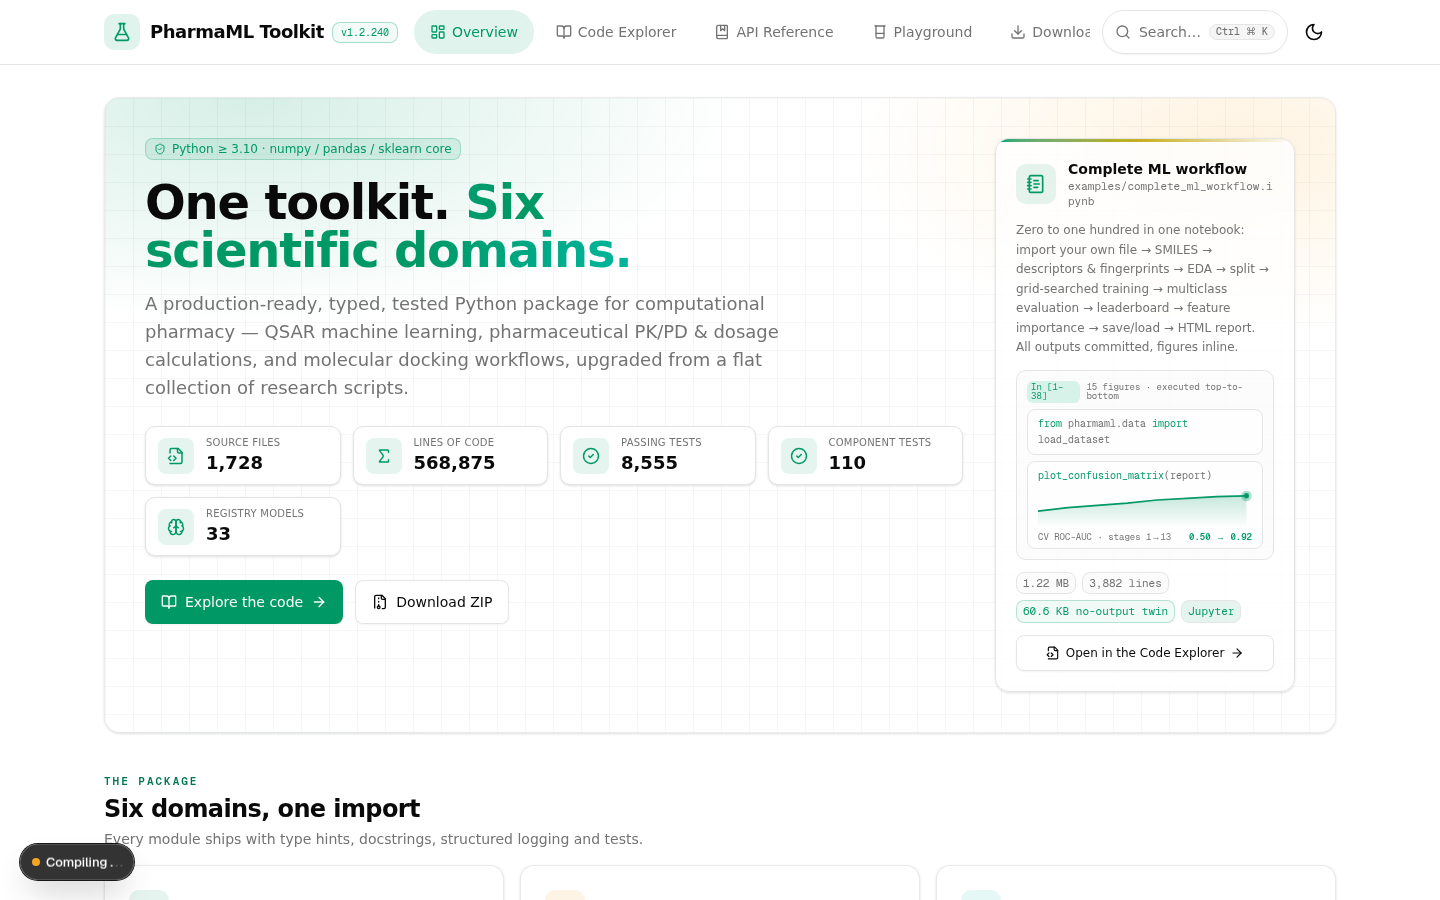 PharmaML Toolkit
v1.2.240
Overview
Code Explorer
API Reference
Playground
Search...
Ctrl ⌘ K
Python ≥ 3.10 · numpy / pandas / sklearn core
One toolkit. Six
scientific domains.
A production-ready, typed, tested Python package for computational
pharmacy — QSAR machine learning, pharmaceutical PK/PD & dosage
calculations, and molecular docking workflows, upgraded from a flat
collection of research scripts.
SOURCE FILES
1,728
LINES OF CODE
568,875
PASSING TESTS
8,555
COMPONENT TESTS
110
REGISTRY MODELS
33
Explore the code →
Download ZIP
Complete ML workflow
examples/complete_ml_workflow.i
pynb
Zero to one hundred in one notebook:
import your own file → SMILES →
descriptors & fingerprints → EDA → split →
grid-searched training → multiclass
evaluation → leaderboard → feature
importance → save/load → HTML report.
All outputs committed, figures inline.
In [1-
38]
15 figures · executed top-to-
bottom
from pharmaml.data import
load_dataset
plot_confusion_matrix(report)
CV ROC-AUC · stages 1→13
0.50 → 0.92
1.22 MB
3,882 lines
60.6 KB no-output twin
Jupyter
Open in the Code Explorer →
THE PACKAGE
Six domains, one import
Every module ships with type hints, docstrings, structured logging and tests.
Compiling...